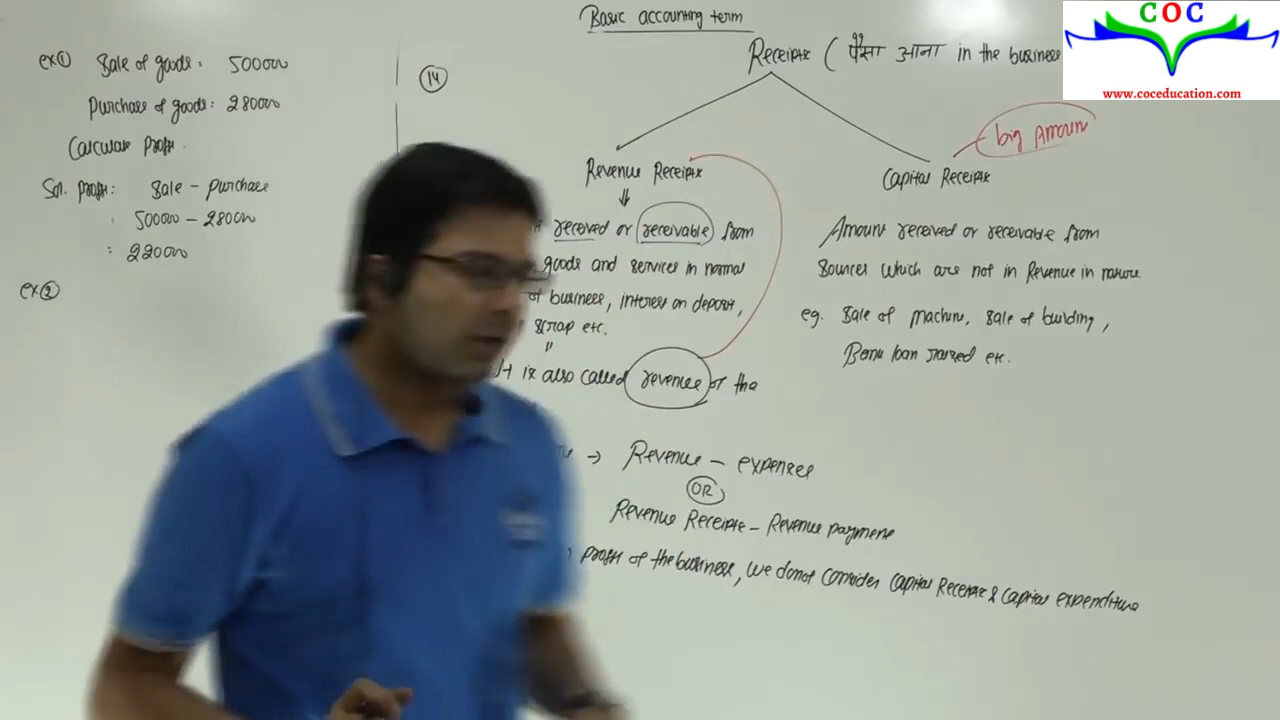 Basic accounting term
COC
www.coceducation.com
ex① Sale of goods = 500000
Purchase of goods = 280000
Calculate profit.
Sol. profit = Sale - purchase
= 500000 - 280000
= 220000
ex②
14
Receipts ( पैसा आना in the business
Revenue Receipts
received or receivable from
goods and services in normal
of business, interest on deposit,
scrap etc.
It is also called revenue of the
Capital Receipts
big Amount
Amount received or receivable from
sources which are not in Revenue in nature
eg. Sale of machine, Sale of building,
Bank loan raised etc.
→ Revenue - expenses
OR
Revenue Receipts - Revenue payments
profit of the business, we do not consider Capital Receipts & Capital expenditure